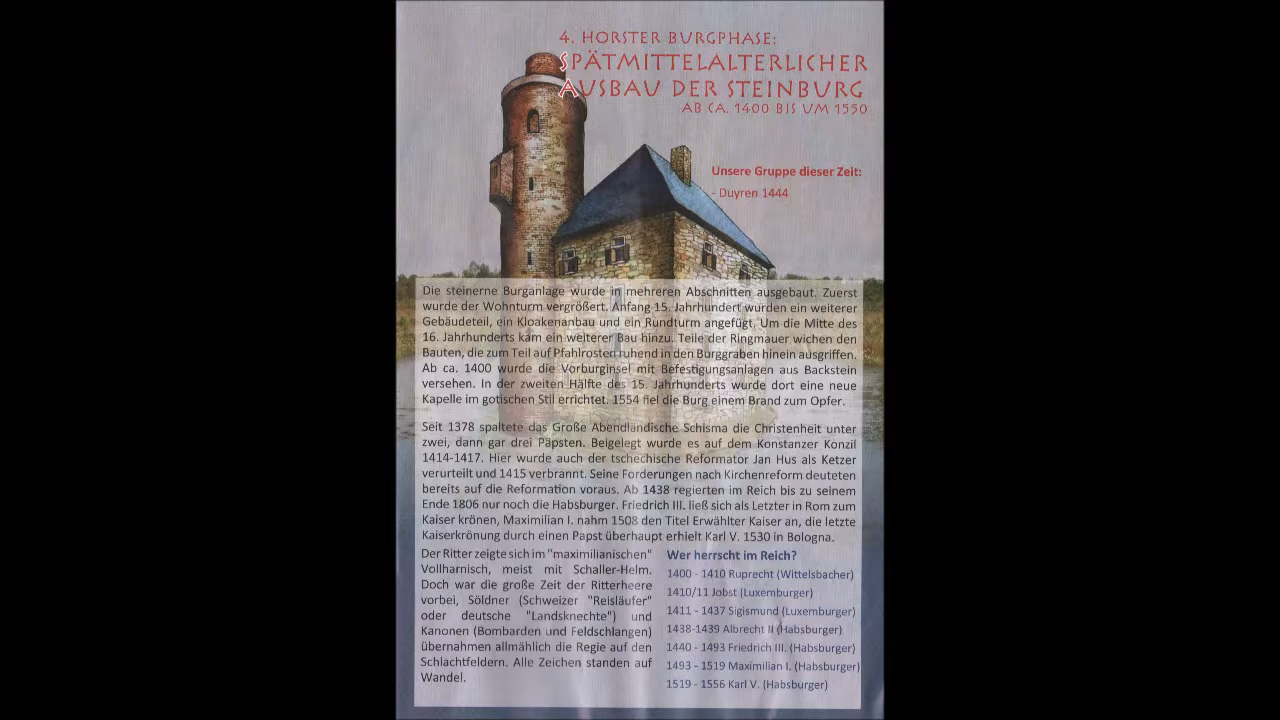 4. HORSTER BURGPHASE:
SPÄTMITTELALTERLICHER
AUSBAU DER STEINBURG
AB CA. 1400 BIS UM 1550
Unsere Gruppe dieser Zeit:
- Duyren 1444
Die steinerne Burganlage wurde in mehreren Abschnitten ausgebaut. Zuerst
wurde der Wohnturm vergrößert. Anfang 15. Jahrhundert wurden ein weiterer
Gebäudeteil, ein Kloakenanbau und ein Rundturm angefügt. Um die Mitte des
16. Jahrhunderts kam ein weiterer Bau hinzu. Teile der Ringmauer wichen den
Bauten, die zum Teil auf Pfahlrosten ruhend in den Burggraben hinein ausgriffen.
Ab ca. 1400 wurde die Vorburginsel mit Befestigungsanlagen aus Backstein
versehen. In der zweiten Hälfte des 15. Jahrhunderts wurde dort eine neue
Kapelle im gotischen Stil errichtet. 1554 fiel die Burg einem Brand zum Opfer.
Seit 1378 spaltete das Große Abendländische Schisma die Christenheit unter
zwei, dann gar drei Päpsten. Beigelegt wurde es auf dem Konstanzer Konzil
1414-1417. Hier wurde auch der tschechische Reformator Jan Hus als Ketzer
verurteilt und 1415 verbrannt. Seine Forderungen nach Kirchenreform deuteten
bereits auf die Reformation voraus. Ab 1438 regierten im Reich bis zu seinem
Ende 1806 nur noch die Habsburger. Friedrich III. ließ sich als Letzter in Rom zum
Kaiser krönen, Maximilian I. nahm 1508 den Titel Erwählter Kaiser an, die letzte
Kaiserkrönung durch einen Papst überhaupt erhielt Karl V. 1530 in Bologna.
Der Ritter zeigte sich im "maximilianischen"
Vollharnisch, meist mit Schaller-Helm.
Doch war die große Zeit der Ritterheere
vorbei, Söldner (Schweizer "Reisläufer"
oder deutsche "Landsknechte") und
Kanonen (Bombarden und Feldschlangen)
übernahmen allmählich die Regie auf den
Schlachtfeldern. Alle Zeichen standen auf
Wandel.
Wer herrscht im Reich?
1400 - 1410 Ruprecht (Wittelsbacher)
1410/11 Jobst (Luxemburger)
1411 - 1437 Sigismund (Luxemburger)
1438-1439 Albrecht II (Habsburger)
1440 - 1493 Friedrich III. (Habsburger)
1493 - 1519 Maximilian I. (Habsburger)
1519 - 1556 Karl V. (Habsburger)